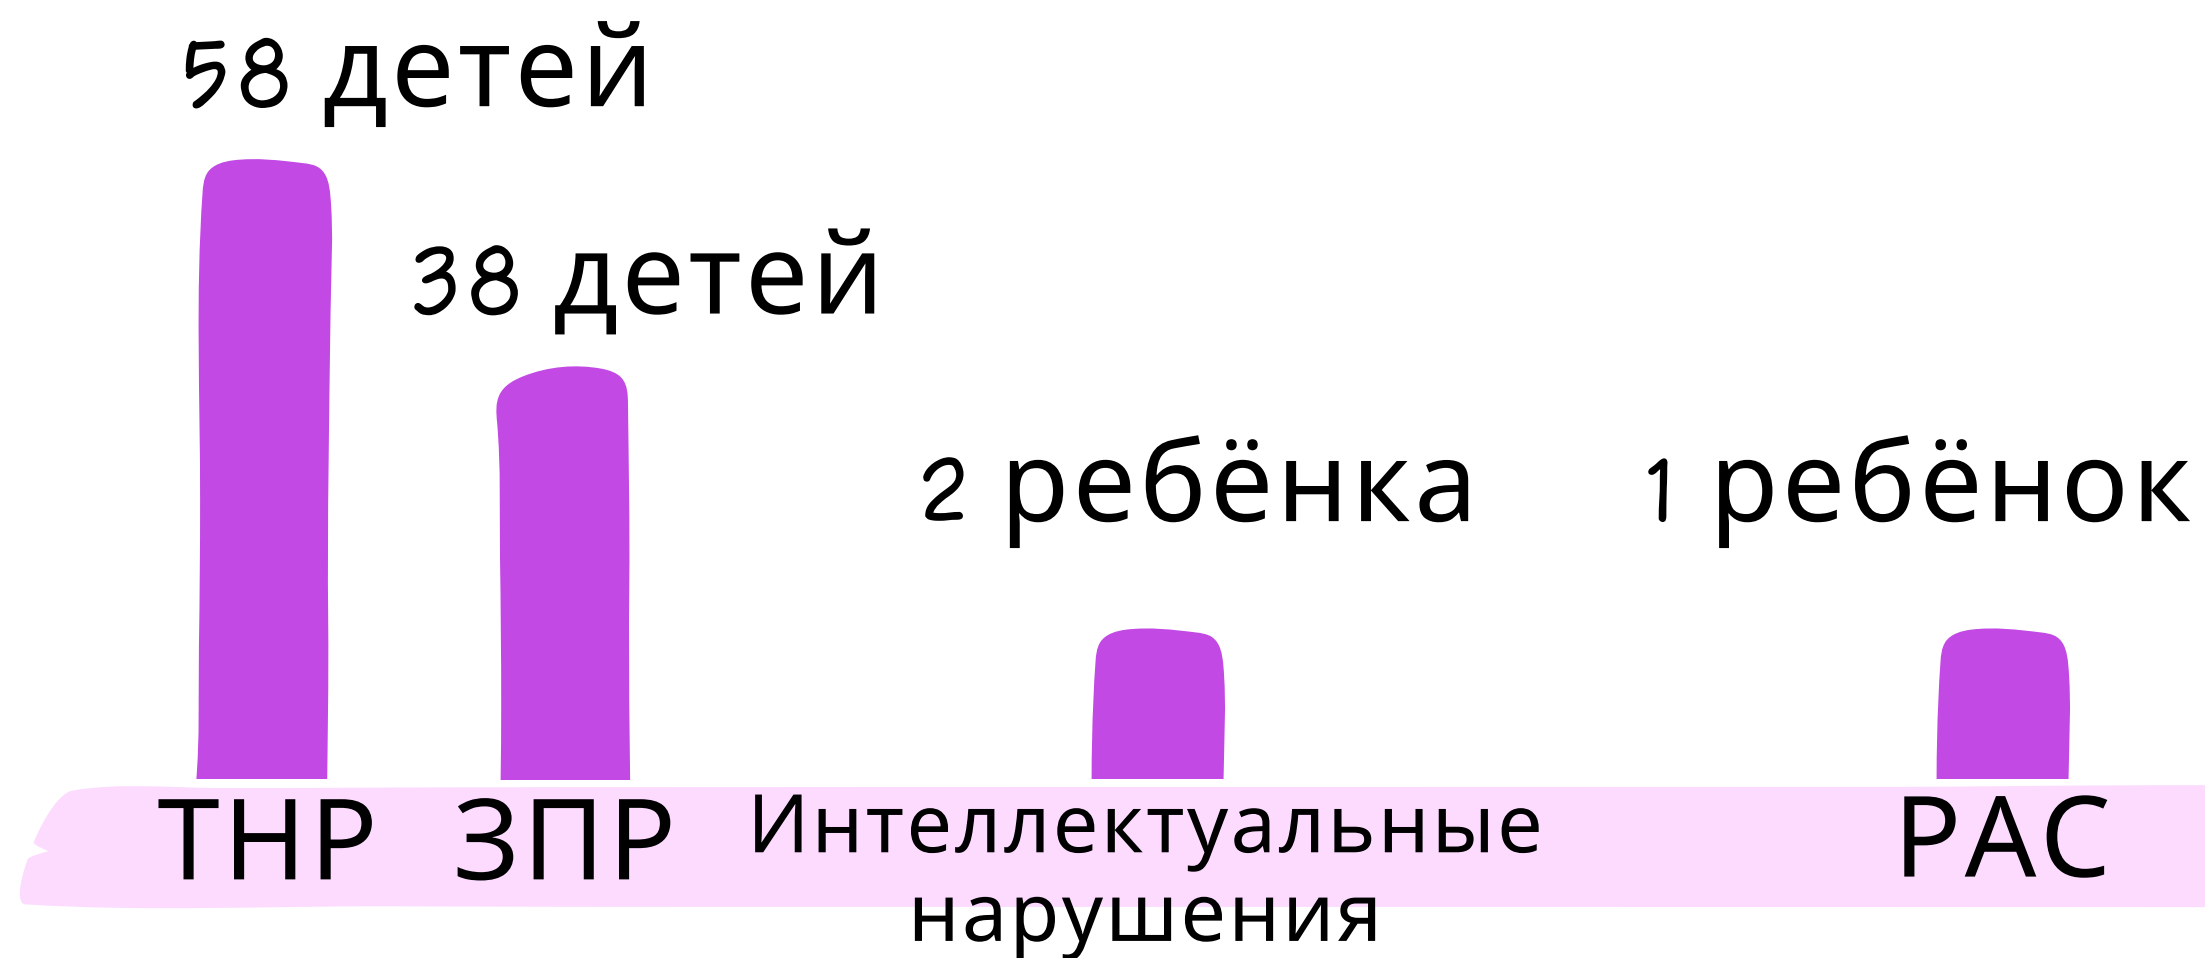 58 детей
38 детей
2 ребёнка
1 ребёнок
ТНР
ЗПР
Интеллектуальные
нарушения
РАС